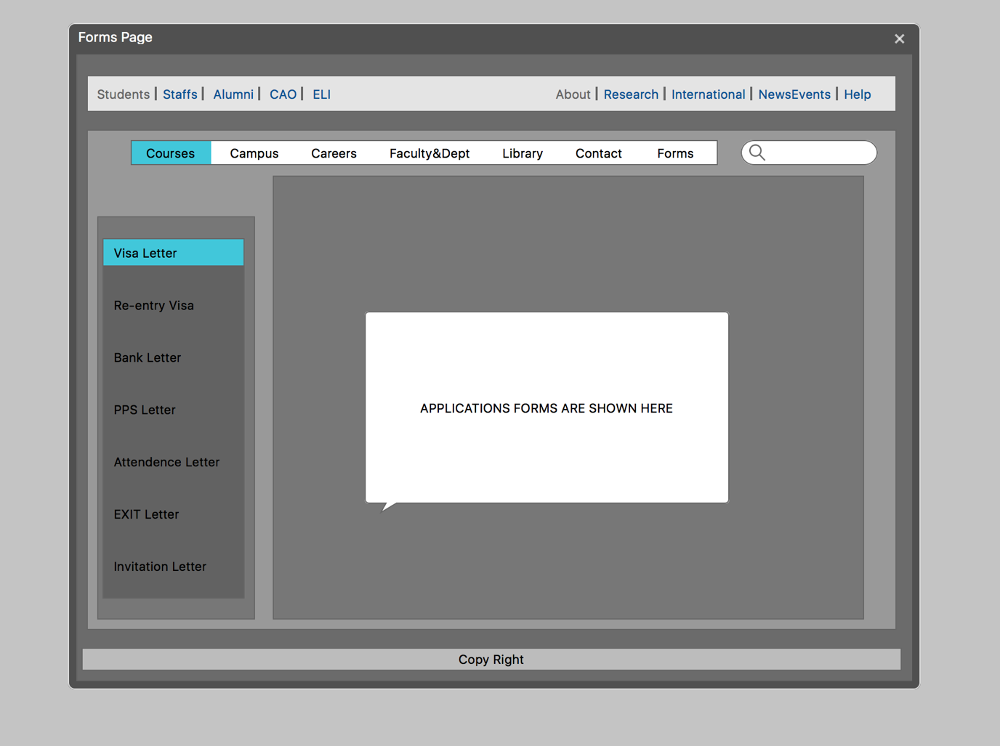 Forms Page
Students | Staffs | Alumni | CAO | ELI
About | Research | International | NewsEvents | Help
Courses Campus Careers Faculty&Dept Library Contact Forms
Visa Letter
Re-entry Visa
Bank Letter
PPS Letter
Attendence Letter
EXIT Letter
Invitation Letter
APPLICATIONS FORMS ARE SHOWN HERE
Copy Right